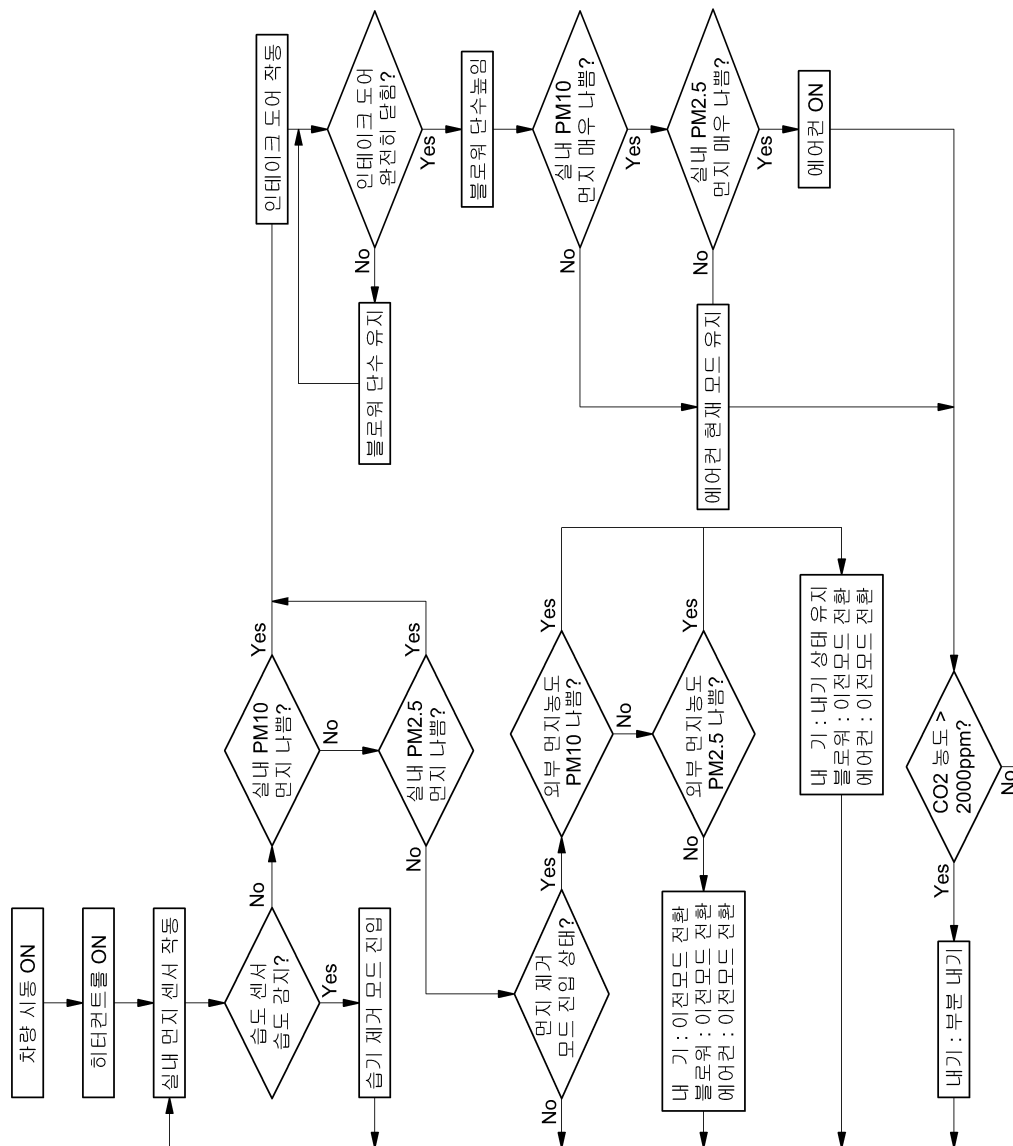 차량 시동 ON
히터컨트롤 ON
실내 먼지 센서 작동
습도 센서
습도 감지?
No
Yes
습기 제거 모드 진입
실내 PM10
먼지 나쁨?
Yes
No
실내 PM2.5
먼지 나쁨?
Yes
No
인테이크 도어 작동
인테이크 도어
완전히 닫힘?
No
Yes
블로워 단수 유지
블로워 단수높임
실내 PM10
먼지 매우 나쁨?
No
Yes
실내 PM2.5
먼지 매우 나쁨?
No
Yes
에어컨 ON
에어컨 현재 모드 유지
먼지 제거
모드 진입 상태?
No
Yes
외부 먼지농도
PM10 나쁨?
Yes
No
외부 먼지농도
PM2.5 나쁨?
Yes
No
내 기 : 이전모드 전환
블로워 : 이전모드 전환
에어컨 : 이전모드 전환
내 기 : 내기 상태 유지
블로워 : 이전모드 전환
에어컨 : 이전모드 전환
CO2 농도 >
2000ppm?
Yes
No
내기 : 부분 내기